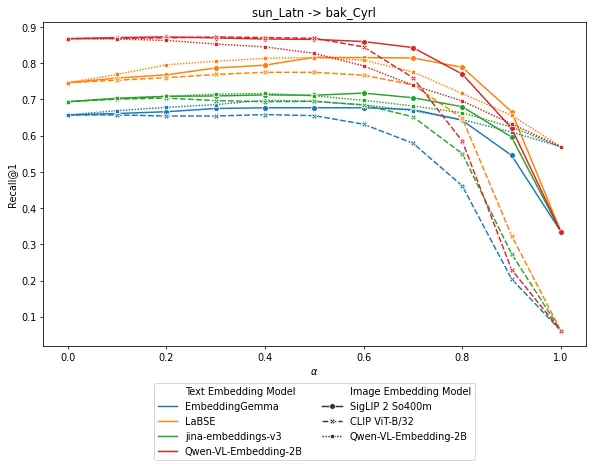 sun_Latn -> bak_Cyrl
Recall@1
0.9
0.8
0.7
0.6
0.5
0.4
0.3
0.2
0.1
0.0 0.2 0.4 0.6 0.8 1.0
α
Text Embedding Model
EmbeddingGemma
LaBSE
jina-embeddings-v3
Qwen-VL-Embedding-2B
Image Embedding Model
SigLIP 2 So400m
CLIP ViT-B/32
Qwen-VL-Embedding-2B